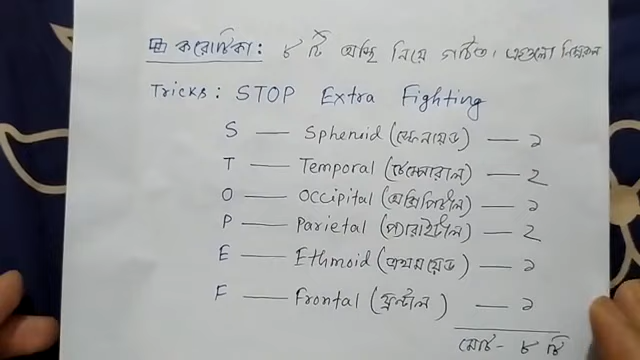 করোটিকা: ৮ টি অস্থি নিয়ে গঠিত। এগুলো নিম্নরূপ
Tricks: STOP Extra Fighting
S — Sphenoid (স্ফেনয়েড) — ১
T — Temporal (টেম্পোরাল) — 2
O — Occipital (অক্সিপিটাল) — ১
P — Parietal (প্যারাইটাল) — 2
E — Ethmoid (এথময়েড) — ১
F — Frontal (ফ্রন্টাল) — ১
মোট - ৮ টি